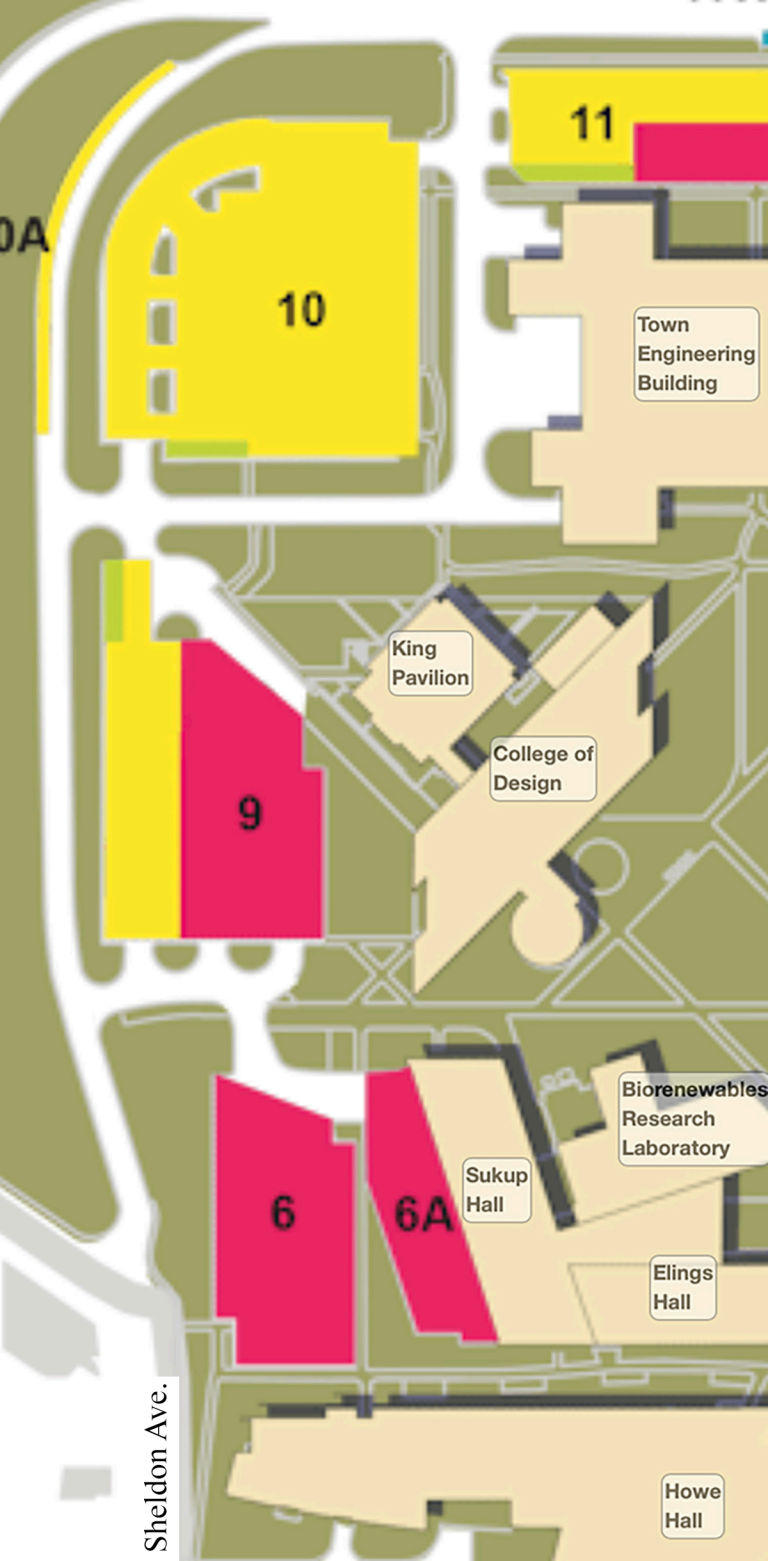 11
0A
10
Town
Engineering
Building
King
Pavilion
College of
Design
9
Biorenewables
Research
Laboratory
Sukup
Hall
6
6A
Elings
Hall
Sheldon Ave.
Howe
Hall